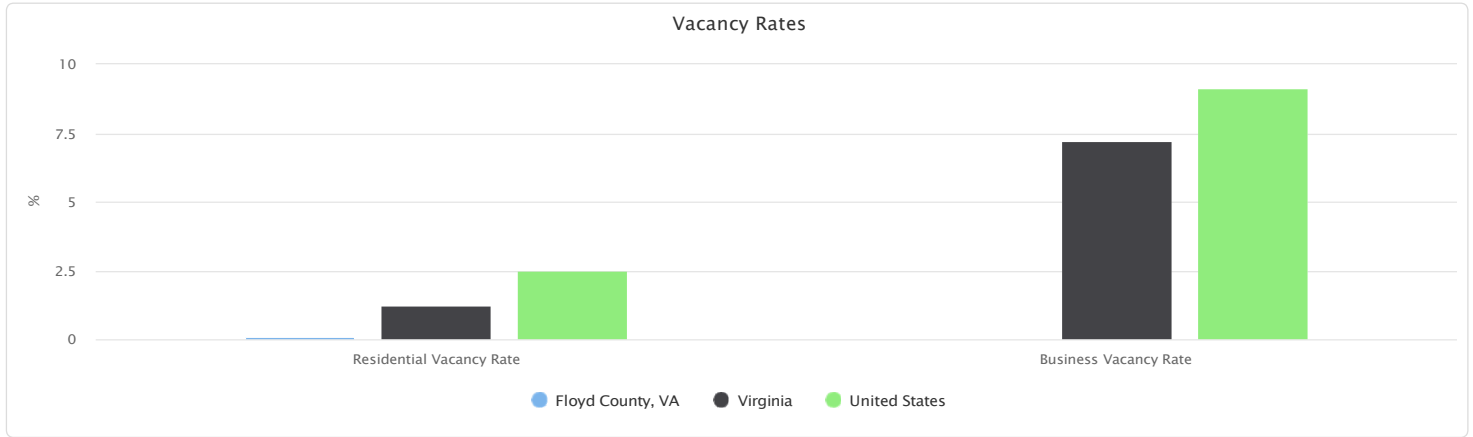 Vacancy Rates
10
7.5
5
2.5
0
%
Residential Vacancy Rate
Business Vacancy Rate
Floyd County, VA
Virginia
United States